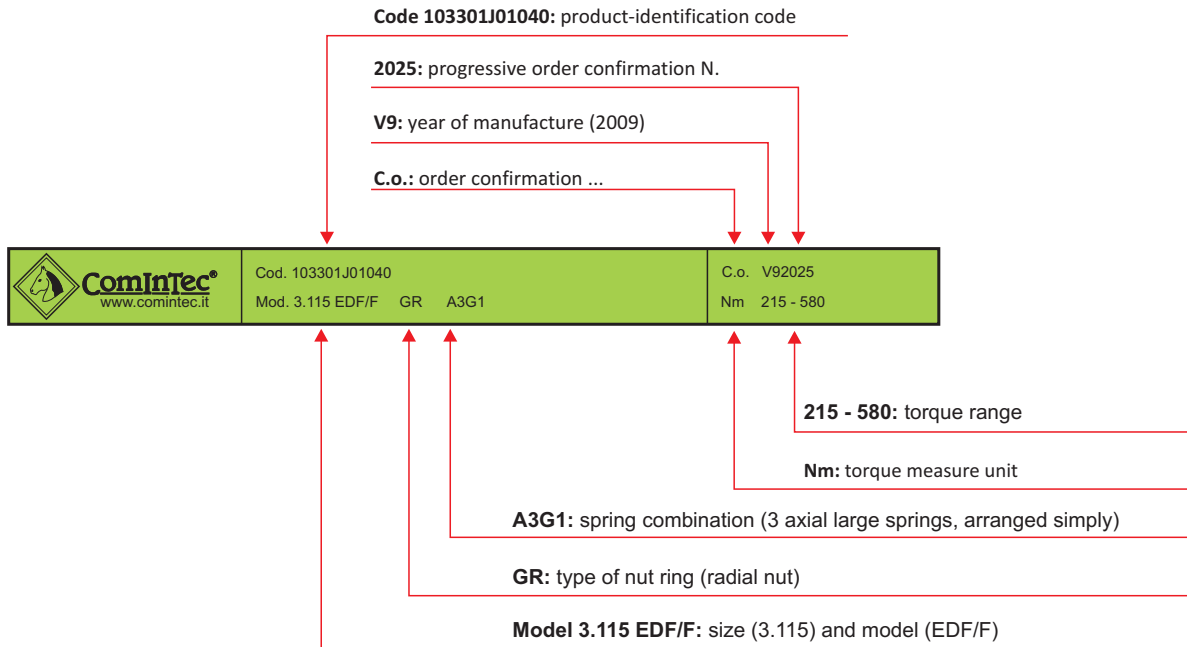 Code 103301J01040: product-identification code
2025: progressive order confirmation N.
V9: year of manufacture (2009)
C.o.: order confirmation ...
ComInTec®
www.comintec.it
Cod. 103301J01040
Mod. 3.115 EDF/F GR A3G1
C.o. V92025
Nm 215 - 580
215 - 580: torque range
Nm: torque measure unit
A3G1: spring combination (3 axial large springs, arranged simply)
GR: type of nut ring (radial nut)
Model 3.115 EDF/F: size (3.115) and model (EDF/F)